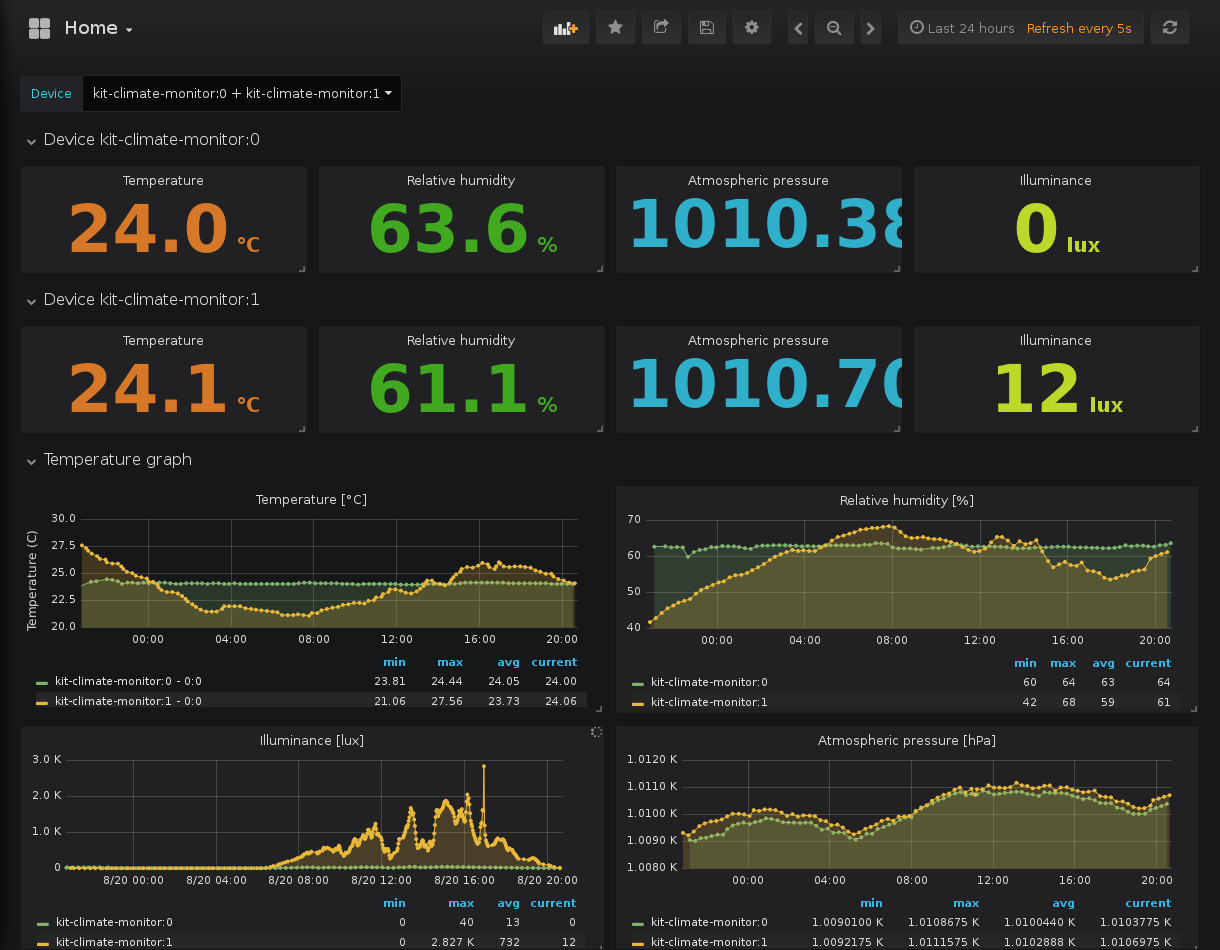 Home
Last 24 hours Refresh every 5s
Device kit-climate-monitor:0 + kit-climate-monitor:1
Device kit-climate-monitor:0
Temperature Relative humidity Atmospheric pressure Illuminance
24.0 °C 63.6 % 1010.38 0 lux
Device kit-climate-monitor:1
Temperature Relative humidity Atmospheric pressure Illuminance
24.1 °C 61.1 % 1010.70 12 lux
Temperature graph
Temperature [°C]
Temperature (C)
30.0
27.5
25.0
22.5
20.0
00:00 04:00 08:00 12:00 16:00 20:00
min max avg current
kit-climate-monitor:0 - 0:0 23.81 24.44 24.05 24.00
kit-climate-monitor:1 - 0:0 21.06 27.56 23.73 24.06
Relative humidity [%]
70
60
50
40
00:00 04:00 08:00 12:00 16:00 20:00
min max avg current
kit-climate-monitor:0 60 64 63 64
kit-climate-monitor:1 42 68 59 61
Illuminance [lux]
3.0 K
2.0 K
1.0 K
0
8/20 00:00 8/20 04:00 8/20 08:00 8/20 12:00 8/20 16:00 8/20 20:00
min max avg current
kit-climate-monitor:0 0 40 13 0
kit-climate-monitor:1 0 2.827 K 732 12
Atmospheric pressure [hPa]
1.0120 K
1.0110 K
1.0100 K
1.0090 K
1.0080 K
00:00 04:00 08:00 12:00 16:00 20:00
min max avg current
kit-climate-monitor:0 1.0090100 K 1.0108675 K 1.0100440 K 1.0103775 K
kit-climate-monitor:1 1.0092175 K 1.0111575 K 1.0102888 K 1.0106975 K